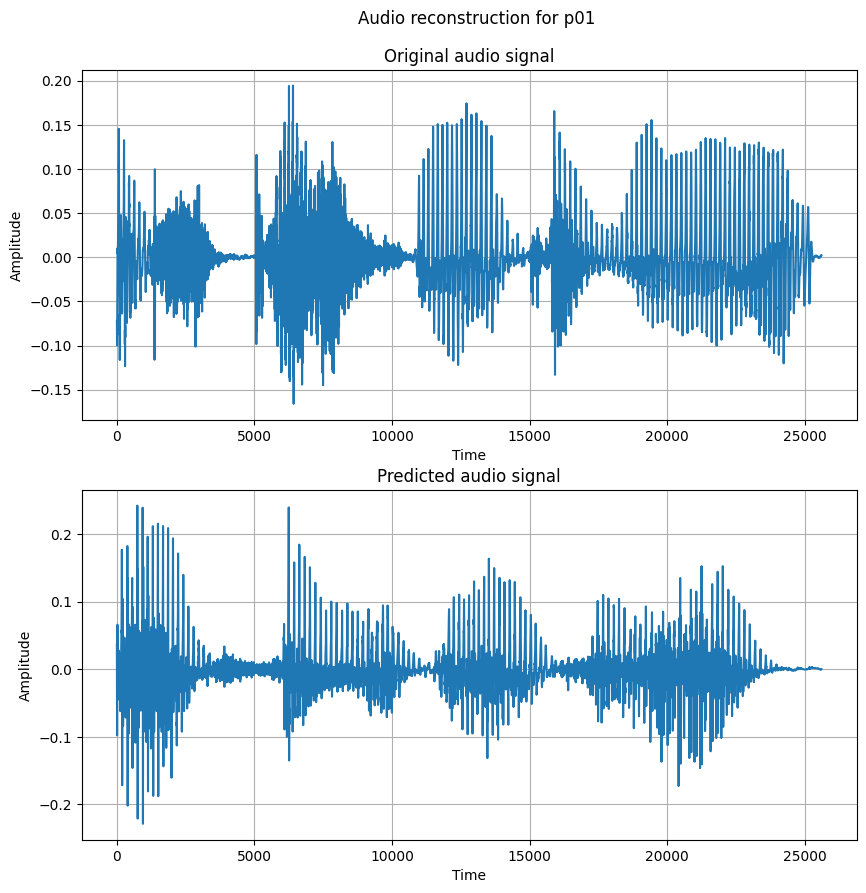 Audio reconstruction for p01
Original audio signal
0.20
0.15
0.10
0.05
0.00
−0.05
−0.10
−0.15
Amplitude
0 5000 10000 15000 20000 25000
Time
Predicted audio signal
0.2
0.1
0.0
−0.1
−0.2
Amplitude
0 5000 10000 15000 20000 25000
Time